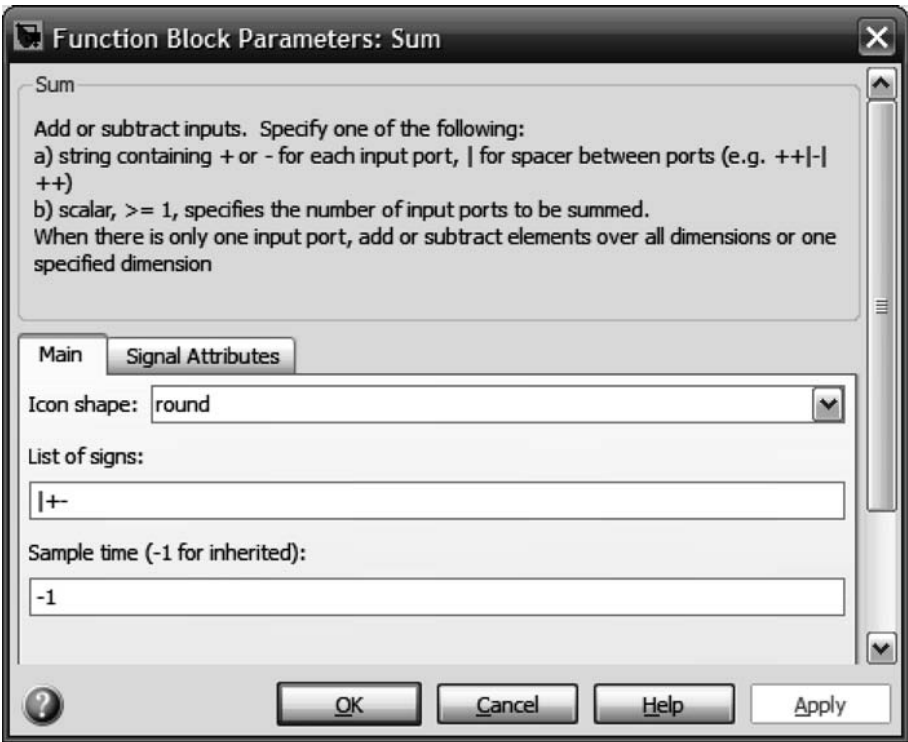 Function Block Parameters: Sum
Sum
Add or subtract inputs. Specify one of the following:
a) string containing + or - for each input port, | for spacer between ports (e.g. ++|-|
++)
b) scalar, >= 1, specifies the number of input ports to be summed.
When there is only one input port, add or subtract elements over all dimensions or one
specified dimension
Main Signal Attributes
Icon shape: round
List of signs:
|+-
Sample time (-1 for inherited):
-1
OK Cancel Help Apply